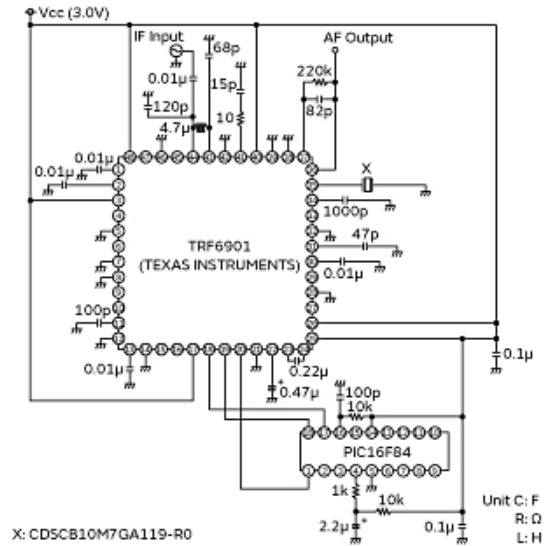 Vcc (3.0V)
IF Input
AF Output
68p
0.01μ
15p
220k
120p
82p
4.7μ
10
0.01μ
0.01μ
X
1000p
TRF6901
(TEXAS INSTRUMENTS)
47p
0.01μ
100p
0.01μ
0.22μ
0.1μ
+
0.47μ
100p
10k
PIC16F84
1k
10k
2.2μ
+
0.1μ
Unit C: F
R: Ω
L: H
X: CDSCB10M7GA119-R0